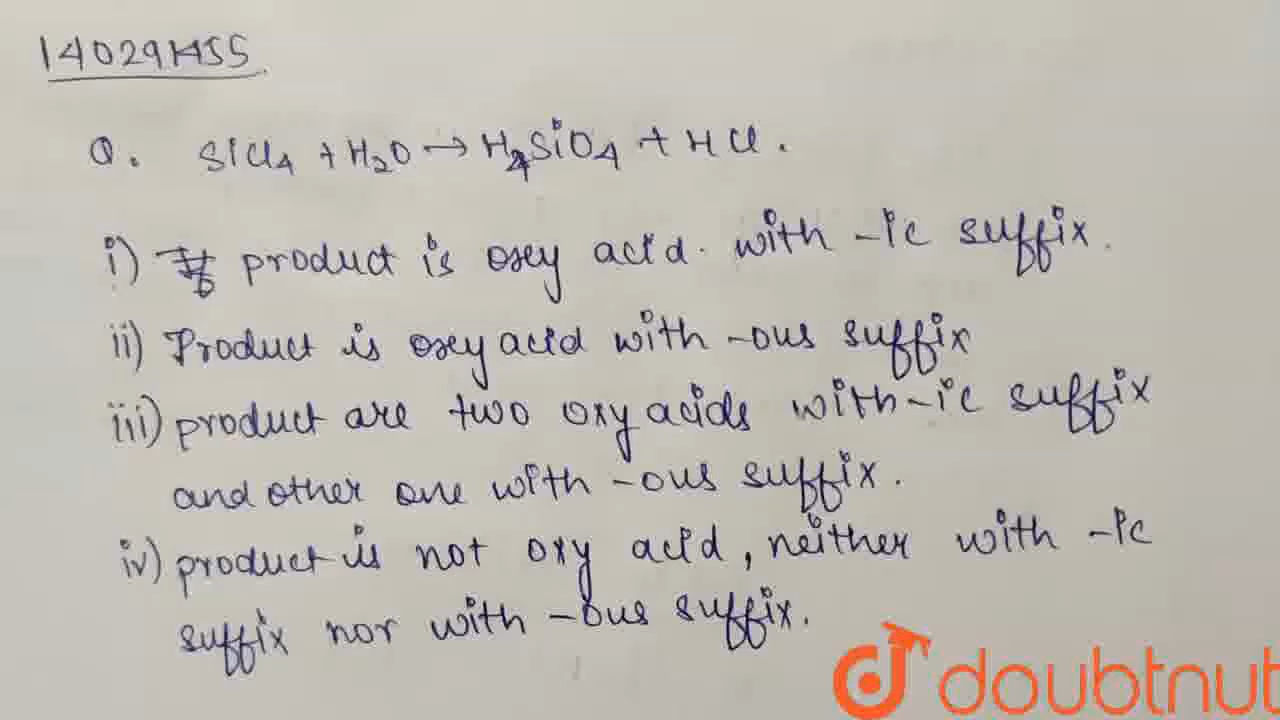 140291455
Q. SiCl4 + H2O → H4SiO4 + HCl.
i) If product is oxy acid. with -ic suffix.
ii) Product is oxy acid with -ous suffix
iii) product are two oxy acids with -ic suffix
and other one with -ous suffix.
iv) product is not oxy acid, neither with -ic
suffix nor with -ous suffix.
doubtnut